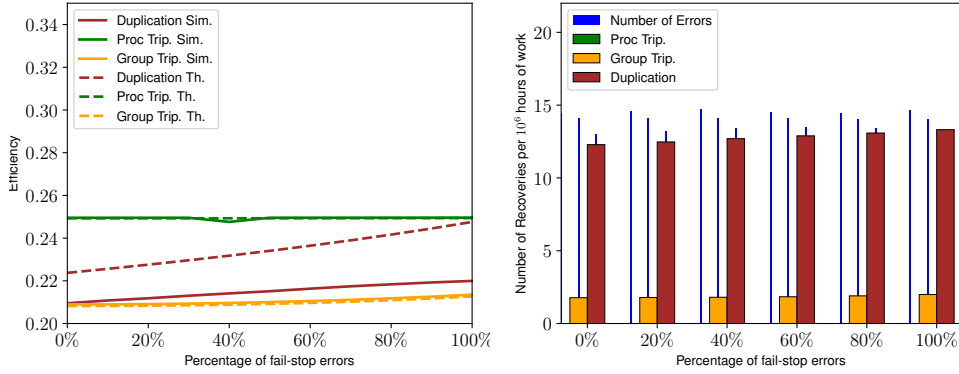 0.34
0.32
0.30
0.28
0.26
0.24
0.22
0.20
Efficiency
Duplication Sim.
Proc Trip. Sim.
Group Trip. Sim.
Duplication Th.
Proc Trip. Th.
Group Trip. Th.
0% 20% 40% 60% 80% 100%
Percentage of fail-stop errors
20
15
10
5
0
Number of Recoveries per 10^6 hours of work
Number of Errors
Proc Trip.
Group Trip.
Duplication
0% 20% 40% 60% 80% 100%
Percentage of fail-stop errors